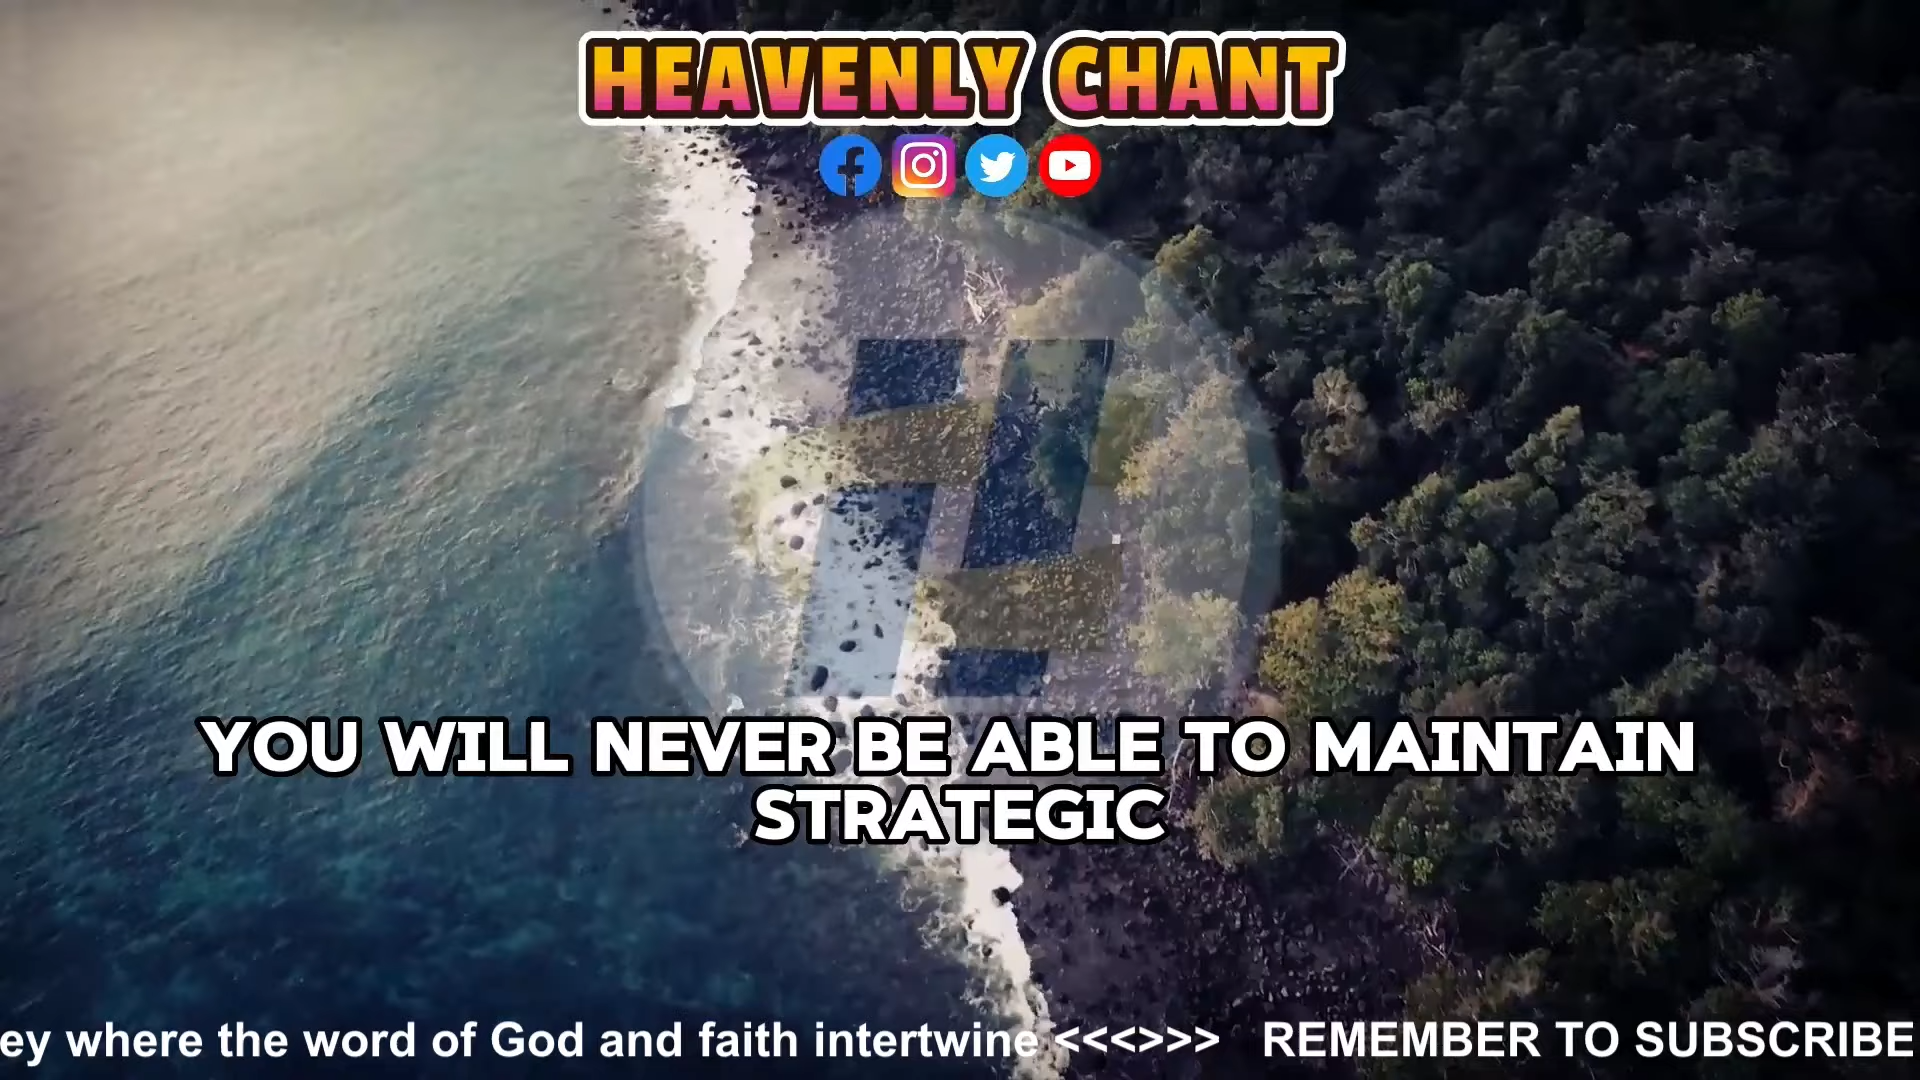 HEAVENLY CHANT
YOU WILL NEVER BE ABLE TO MAINTAIN
STRATEGIC
ey where the word of God and faith intertwine <<<>>> REMEMBER TO SUBSCRIBE